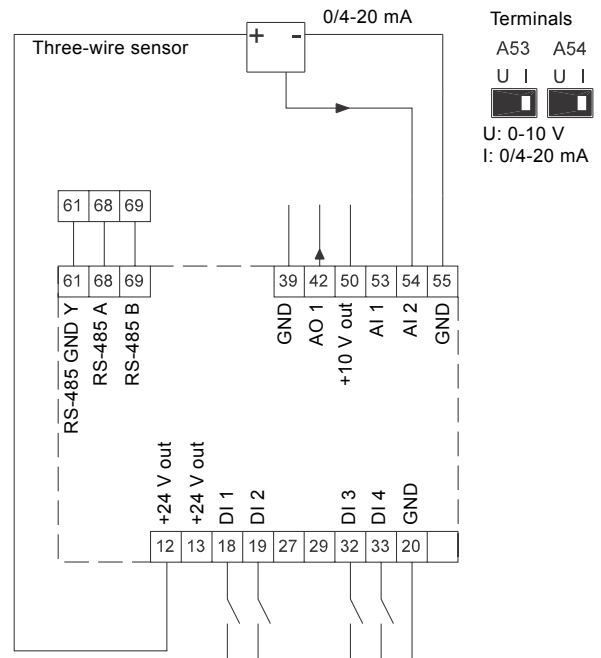 0/4-20 mA
Terminals
Three-wire sensor
+ -
A53 A54
U I U I
U: 0-10 V
I: 0/4-20 mA
61 68 69
61 68 69
39 42 50 53 54 55
RS-485 GND Y
RS-485 A
RS-485 B
GND
AO 1
+10 V out
AI 1
AI 2
GND
+24 V out
+24 V out
DI 1
DI 2
DI 3
DI 4
GND
12 13 18 19 27 29 32 33 20